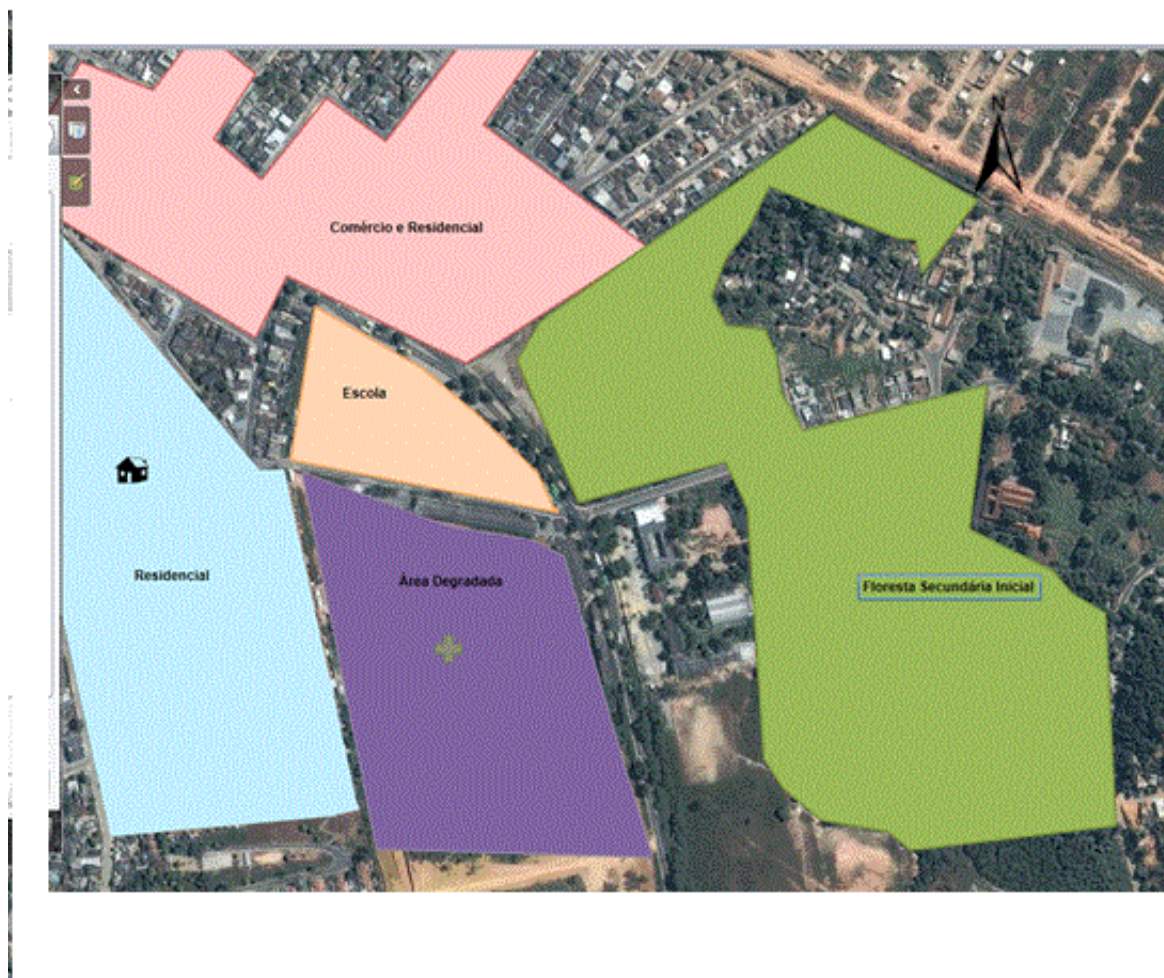 N
Comércio e Residencial
Escola
Residencial
Área Degradada
Floresta Secundária Inicial